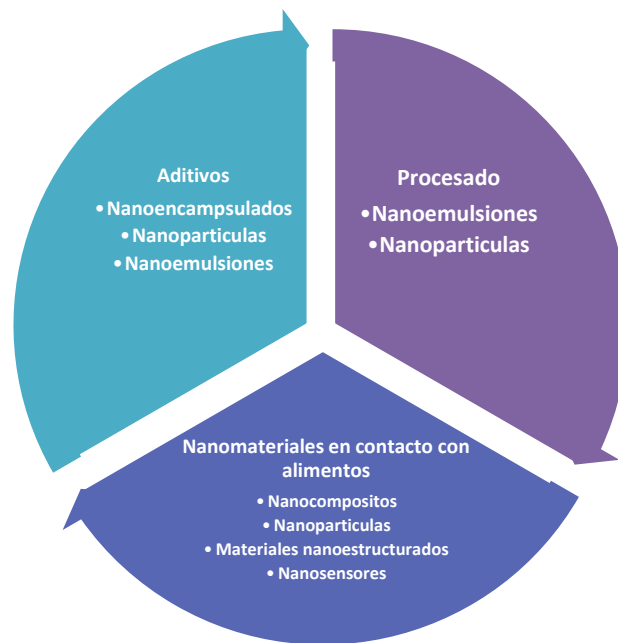 Aditivos
• Nanoencampsulados
• Nanoparticulas
• Nanoemulsiones
Procesado
• Nanoemulsiones
• Nanoparticulas
Nanomateriales en contacto con
alimentos
• Nanocompositos
• Nanoparticulas
• Materiales nanoestructurados
• Nanosensores